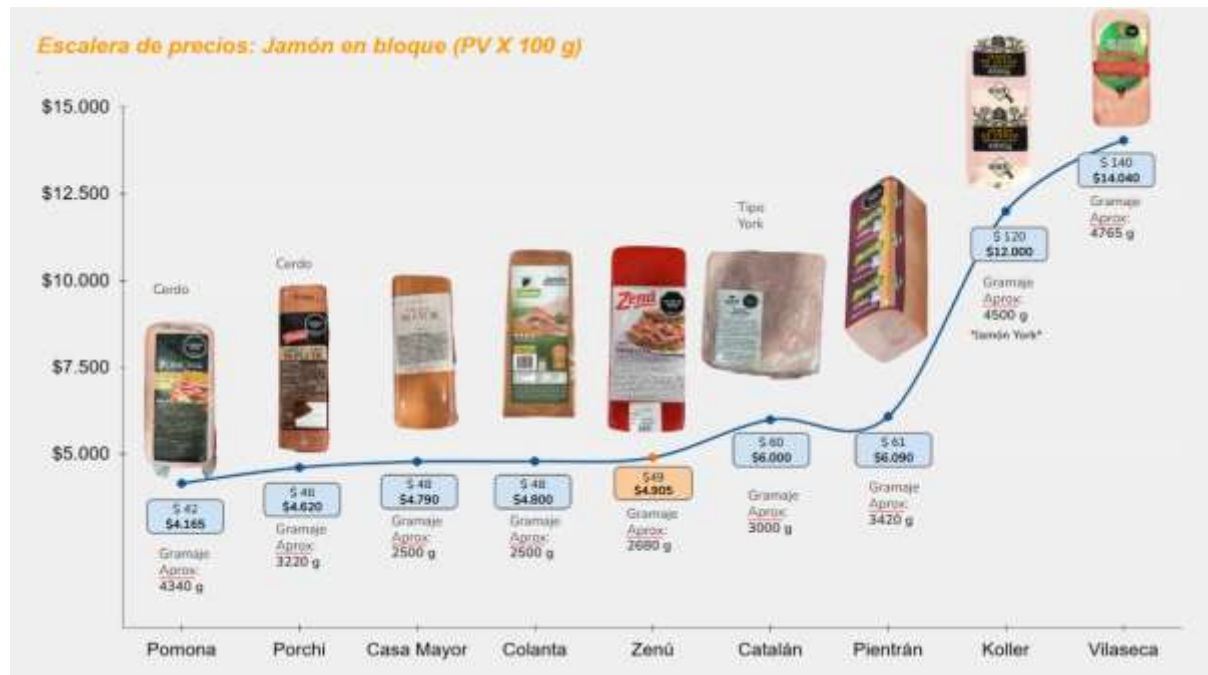 Escalera de precios: Jamón en bloque (PV X 100 g)
$15.000
$12.500
$10.000
$7.500
$5.000
Cerdo
$ 42
$4.165
Gramaje
Aprox:
4340 g
Pomona
Cerdo
$ 48
$4.620
Gramaje
Aprox:
3220 g
Porchi
$ 48
$4.790
Gramaje
Aprox:
2500 g
Casa Mayor
$ 48
$4.800
Gramaje
Aprox:
2500 g
Colanta
Zenú
$49
$4.905
Gramaje
Aprox:
2680 g
Zenú
Tipo
York
$ 60
$6.000
Gramaje
Aprox:
3000 g
Catalán
$ 61
$6.090
Gramaje
Aprox:
3420 g
Pientrán
$ 120
$12.000
Gramaje
Aprox:
4500 g
*Jamón York*
Koller
$ 140
$14.040
Gramaje
Aprox:
4765 g
Vilaseca